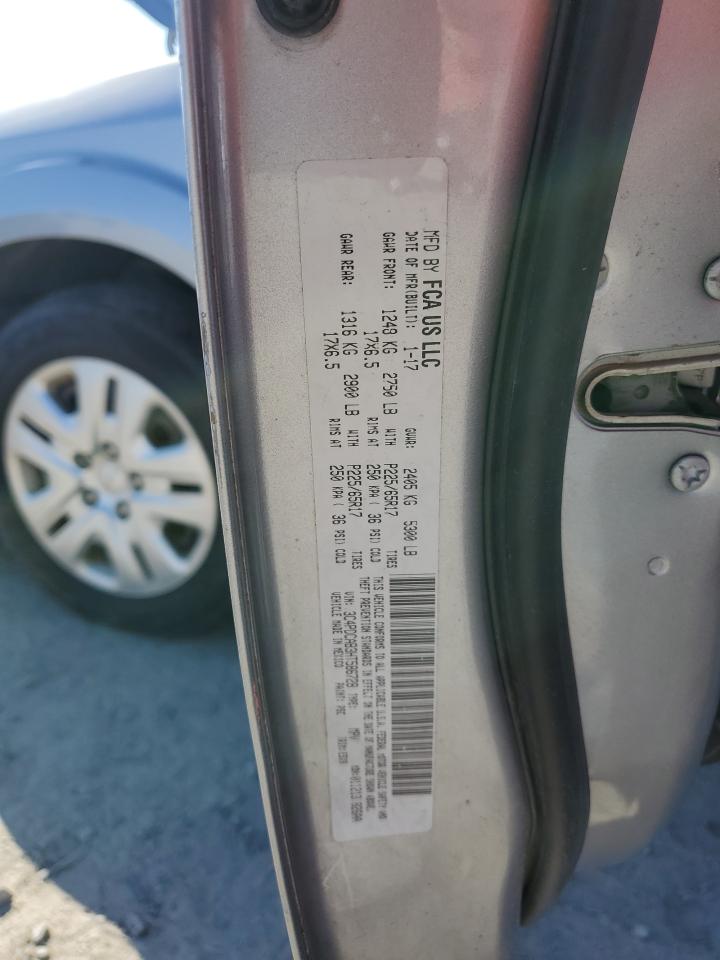 MFD BY FCA US LLC
DATE OF MFR(BUILT): 1-17 GVWR: 2405 KG 5300 LB
GAWR FRONT: 1248 KG 2750 LB WITH P225/65R17 TIRES
17X6.5 RIMS AT 250 KPA ( 36 PSI) COLD
GAWR REAR: 1316 KG 2900 LB WITH P225/65R17 TIRES
17X6.5 RIMS AT 250 KPA ( 36 PSI) COLD
THIS VEHICLE CONFORMS TO ALL APPLICABLE U.S.A. FEDERAL MOTOR VEHICLE SAFETY AND
THEFT PREVENTION STANDARDS IN EFFECT ON THE DATE OF MANUFACTURE SHOWN ABOVE.
VIN: 3C4PDCAB3HT506728 TYPE: MPV
VEHICLE MADE IN MEXICO PAINT: